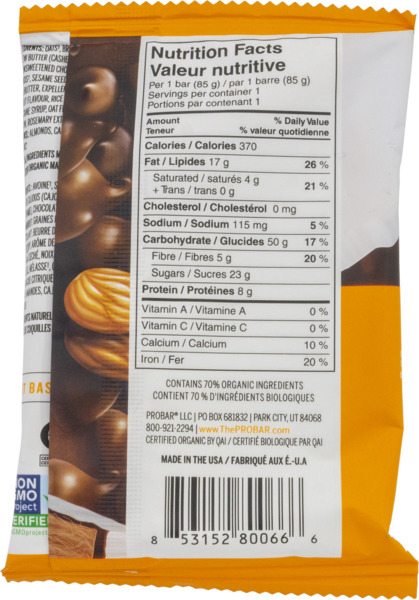 Nutrition Facts
Valeur nutritive
Per 1 bar (85 g) / par 1 barre (85 g)
Servings per container 1
Portions par contenant 1
Amount % Daily Value
Teneur % valeur quotidienne
Calories / Calories 370
Fat / Lipides 17 g 26 %
Saturated / saturés 4 g
+ Trans / trans 0 g 21 %
Cholesterol / Cholestérol 0 mg
Sodium / Sodium 115 mg 5 %
Carbohydrate / Glucides 50 g 17 %
Fibre / Fibres 5 g 20 %
Sugars / Sucres 23 g
Protein / Protéines 8 g
Vitamin A / Vitamine A 0 %
Vitamin C / Vitamine C 0 %
Calcium / Calcium 10 %
Iron / Fer 20 %
CONTAINS 70% ORGANIC INGREDIENTS
CONTIENT 70 % D'INGRÉDIENTS BIOLOGIQUES
PROBAR® LLC | PO BOX 681832 | PARK CITY, UT 84068
800-921-2294 | www.ThePROBAR.com
CERTIFIED ORGANIC BY QAI / CERTIFIÉ BIOLOGIQUE PAR QAI
MADE IN THE USA / FABRIQUÉ AUX É.-U.A
8 53152 80066 6